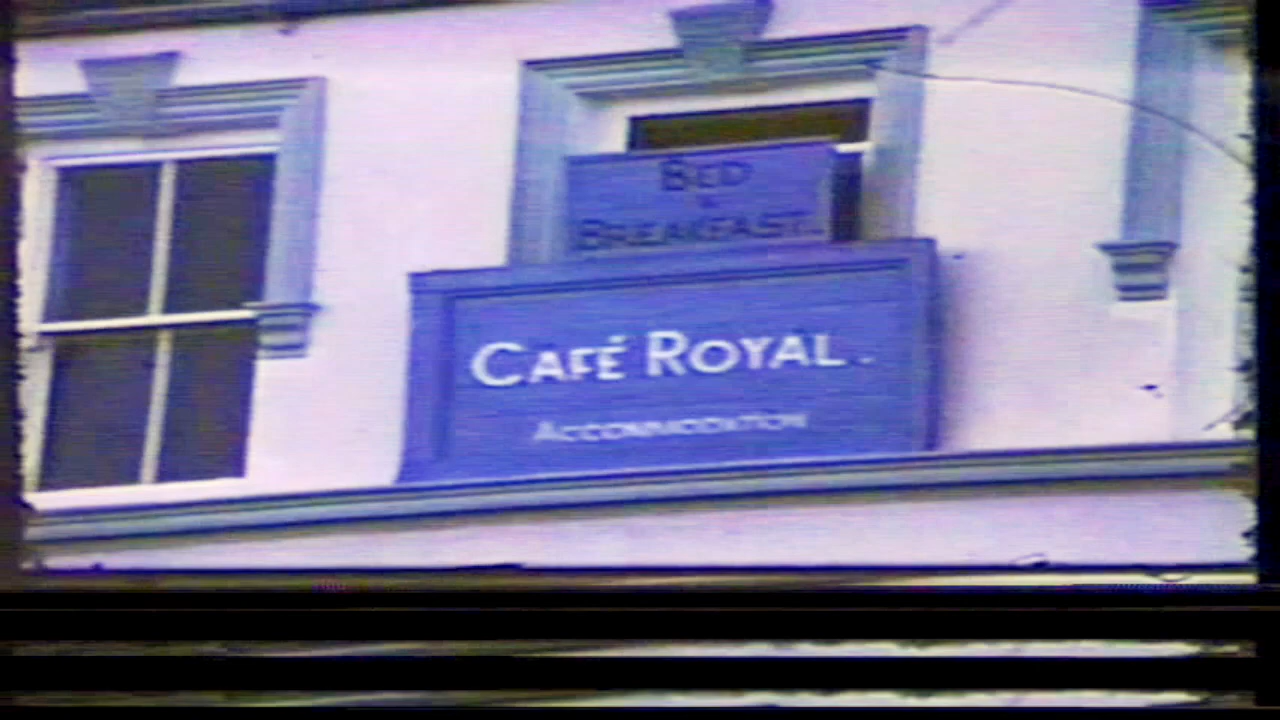 BED
&
BREAKFAST.
CAFÉ ROYAL.
ACCOMMODATION